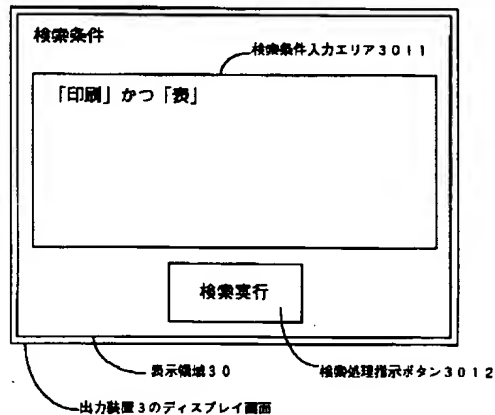 検索条件
検索条件入力エリア3011
「印刷」かつ「表」
検索実行
表示領域30
検索処理指示ボタン3012
出力装置3のディスプレイ画面